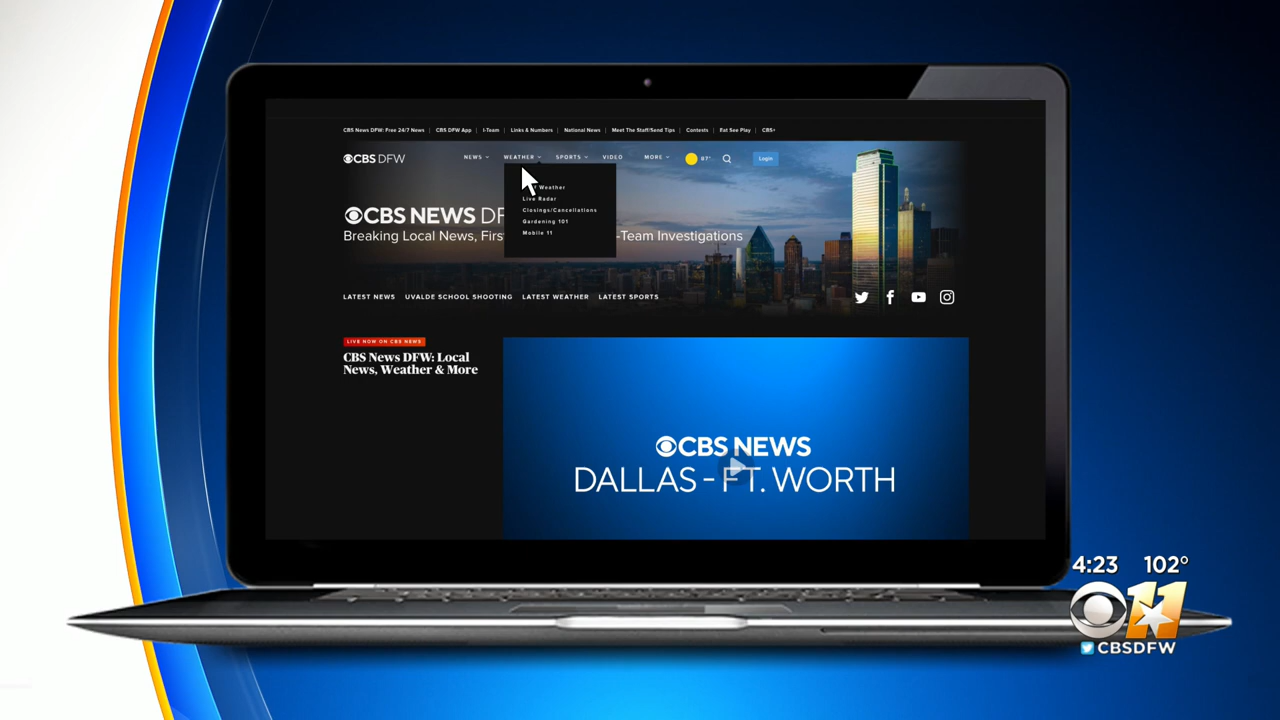 CBS News DFW: Free 24/7 News | CBS DFW App | I-Team | Links & Numbers | National News | Meet The Staff/Send Tips | Contests | Eat See Play | CBS+
CBS DFW NEWS WEATHER SPORTS VIDEO MORE 87° Login
Weather
Live Radar
Closings/Cancellations
Gardening 101
Mobile 11
CBS NEWS DF
Breaking Local News, Firs -Team Investigations
LATEST NEWS UVALDE SCHOOL SHOOTING LATEST WEATHER LATEST SPORTS
LIVE NOW ON CBS NEWS
CBS News DFW: Local
News, Weather & More
CBS NEWS
DALLAS - FT. WORTH
4:23 102°
11
CBSDFW